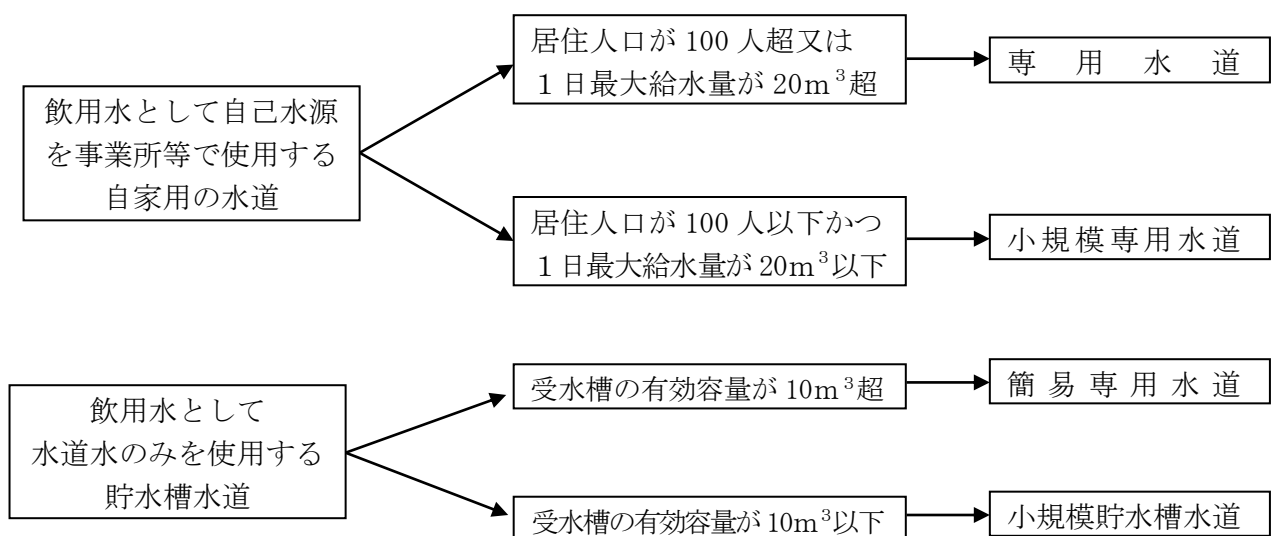 飲用水として自己水源
を事業所等で使用する
自家用の水道
居住人口が 100 人超又は
１日最大給水量が 20m³超
専用水道
居住人口が 100 人以下かつ
１日最大給水量が 20m³以下
小規模専用水道
飲用水として
水道水のみを使用する
貯水槽水道
受水槽の有効容量が 10m³超
簡易専用水道
受水槽の有効容量が 10m³以下
小規模貯水槽水道